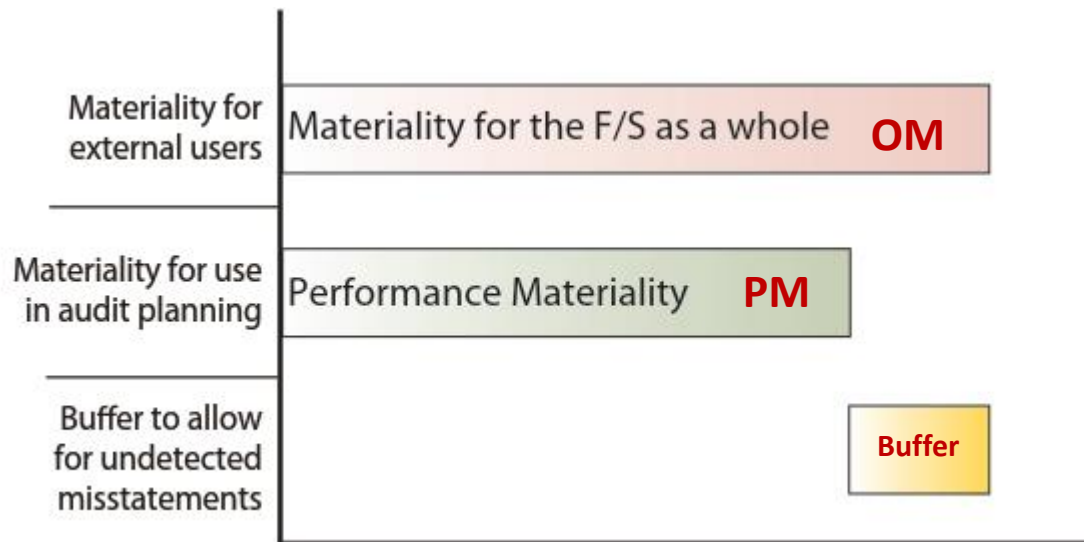 Materiality for
external users
Materiality for the F/S as a whole OM
Materiality for use
in audit planning
Performance Materiality PM
Buffer to allow
for undetected
misstatements
Buffer